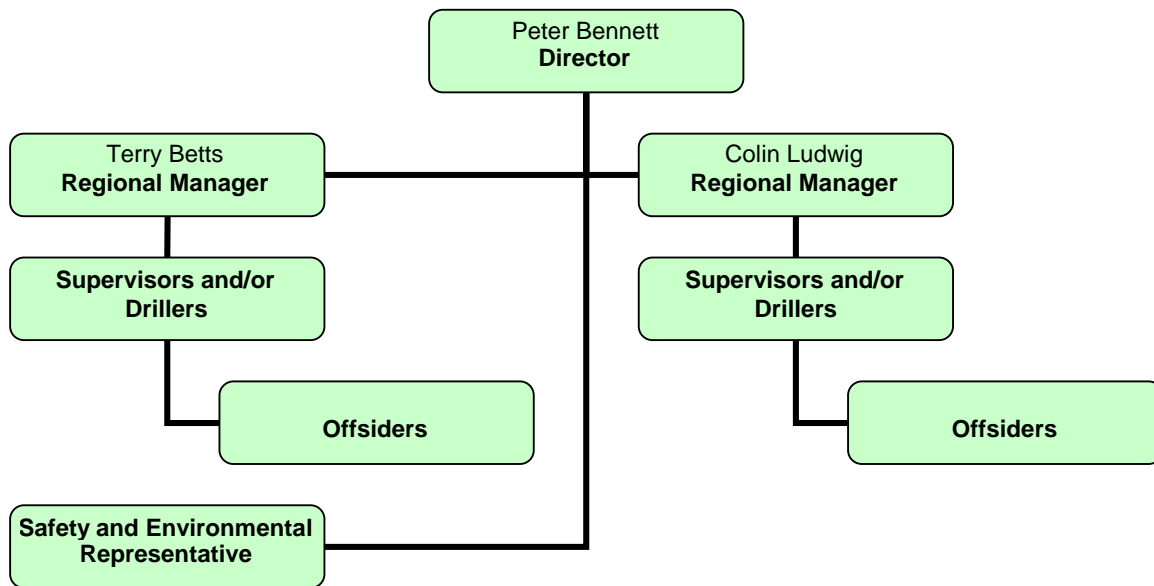 Peter Bennett
Director
Terry Betts
Regional Manager
Colin Ludwig
Regional Manager
Supervisors and/or
Drillers
Supervisors and/or
Drillers
Offsiders
Offsiders
Safety and Environmental
Representative